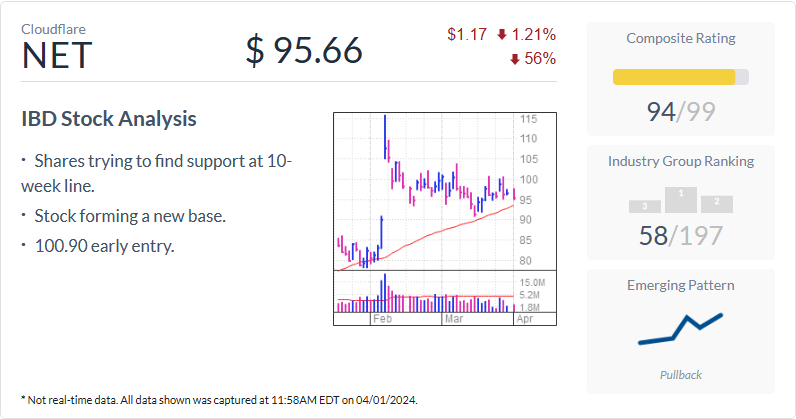 Cloudflare
NET
$ 95.66
$1.17 1.21%
56%
IBD Stock Analysis
· Shares trying to find support at 10-
week line.
· Stock forming a new base.
· 100.90 early entry.
115
110
105
100
95
90
85
80
15.0M
5.2M
1.8M
Feb Mar Apr
Composite Rating
94/99
Industry Group Ranking
3 1 2
58/197
Emerging Pattern
Pullback
* Not real-time data. All data shown was captured at 11:58AM EDT on 04/01/2024.